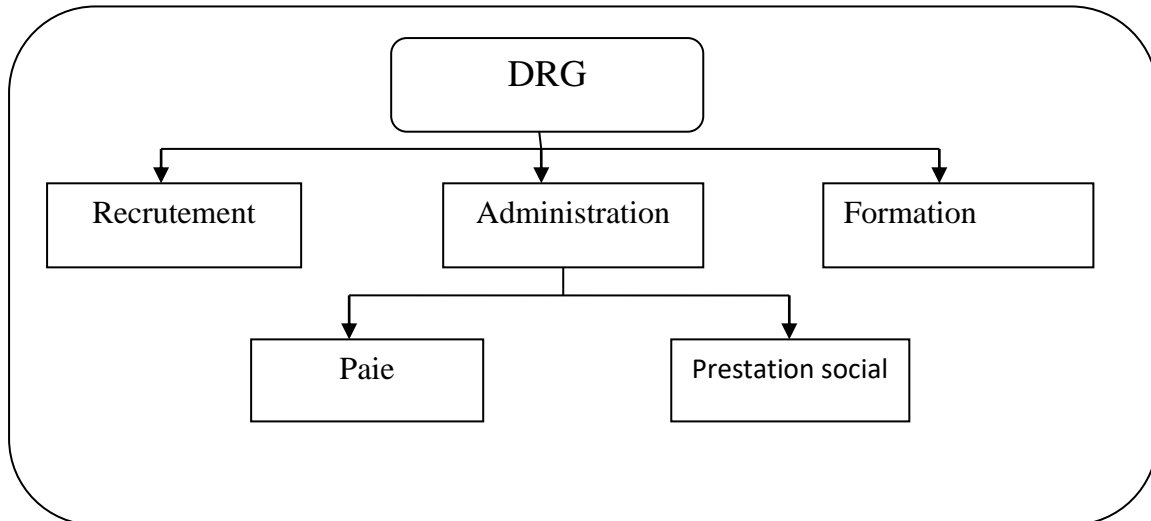 DRG
Recrutement
Administration
Formation
Paie
Prestation social